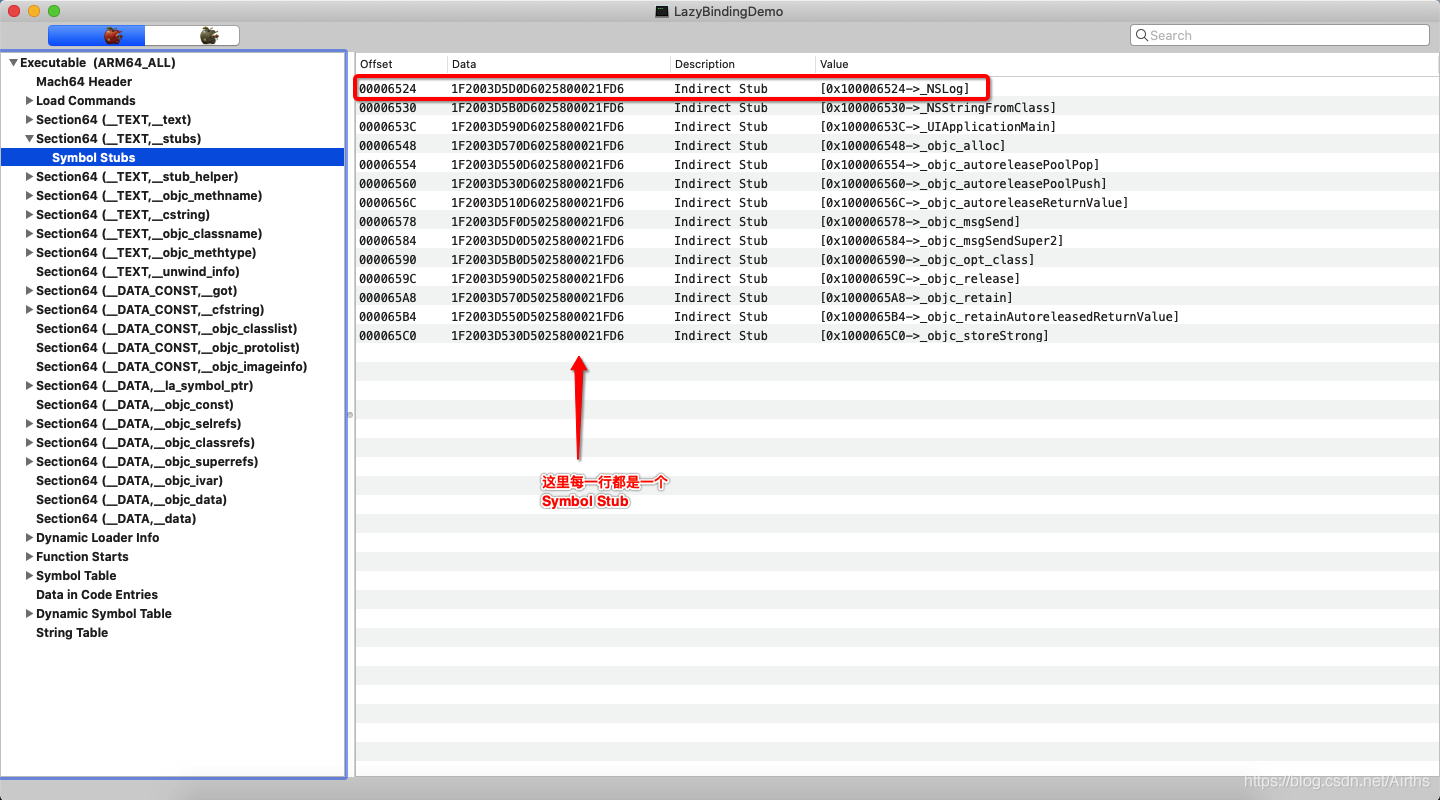 LazyBindingDemo
Search
Executable (ARM64_ALL)
Mach64 Header
Load Commands
Section64 (__TEXT,__text)
Section64 (__TEXT,__stubs)
Symbol Stubs
Section64 (__TEXT,__stub_helper)
Section64 (__TEXT,__objc_methname)
Section64 (__TEXT,__cstring)
Section64 (__TEXT,__objc_classname)
Section64 (__TEXT,__objc_methtype)
Section64 (__TEXT,__unwind_info)
Section64 (__DATA_CONST,__got)
Section64 (__DATA_CONST,__cfstring)
Section64 (__DATA_CONST,__objc_classlist)
Section64 (__DATA_CONST,__objc_protolist)
Section64 (__DATA_CONST,__objc_imageinfo)
Section64 (__DATA,__la_symbol_ptr)
Section64 (__DATA,__objc_const)
Section64 (__DATA,__objc_selrefs)
Section64 (__DATA,__objc_classrefs)
Section64 (__DATA,__objc_superrefs)
Section64 (__DATA,__objc_ivar)
Section64 (__DATA,__objc_data)
Section64 (__DATA,__data)
Dynamic Loader Info
Function Starts
Symbol Table
Data in Code Entries
Dynamic Symbol Table
String Table
Offset Data Description Value
00006524 1F2003D5D0D6025800021FD6 Indirect Stub [0x100006524->_NSLog]
00006530 1F2003D5B0D6025800021FD6 Indirect Stub [0x100006530->_NSStringFromClass]
0000653C 1F2003D590D6025800021FD6 Indirect Stub [0x10000653C->_UIApplicationMain]
00006548 1F2003D570D6025800021FD6 Indirect Stub [0x100006548->_objc_alloc]
00006554 1F2003D550D6025800021FD6 Indirect Stub [0x100006554->_objc_autoreleasePoolPop]
00006560 1F2003D530D6025800021FD6 Indirect Stub [0x100006560->_objc_autoreleasePoolPush]
0000656C 1F2003D510D6025800021FD6 Indirect Stub [0x10000656C->_objc_autoreleaseReturnValue]
00006578 1F2003D5F0D5025800021FD6 Indirect Stub [0x100006578->_objc_msgSend]
00006584 1F2003D5D0D5025800021FD6 Indirect Stub [0x100006584->_objc_msgSendSuper2]
00006590 1F2003D5B0D5025800021FD6 Indirect Stub [0x100006590->_objc_opt_class]
0000659C 1F2003D590D5025800021FD6 Indirect Stub [0x10000659C->_objc_release]
000065A8 1F2003D570D5025800021FD6 Indirect Stub [0x1000065A8->_objc_retain]
000065B4 1F2003D550D5025800021FD6 Indirect Stub [0x1000065B4->_objc_retainAutoreleasedReturnValue]
000065C0 1F2003D530D5025800021FD6 Indirect Stub [0x1000065C0->_objc_storeStrong]
这里每一行都是一个
Symbol Stub
https://blog.csdn.net/Airths